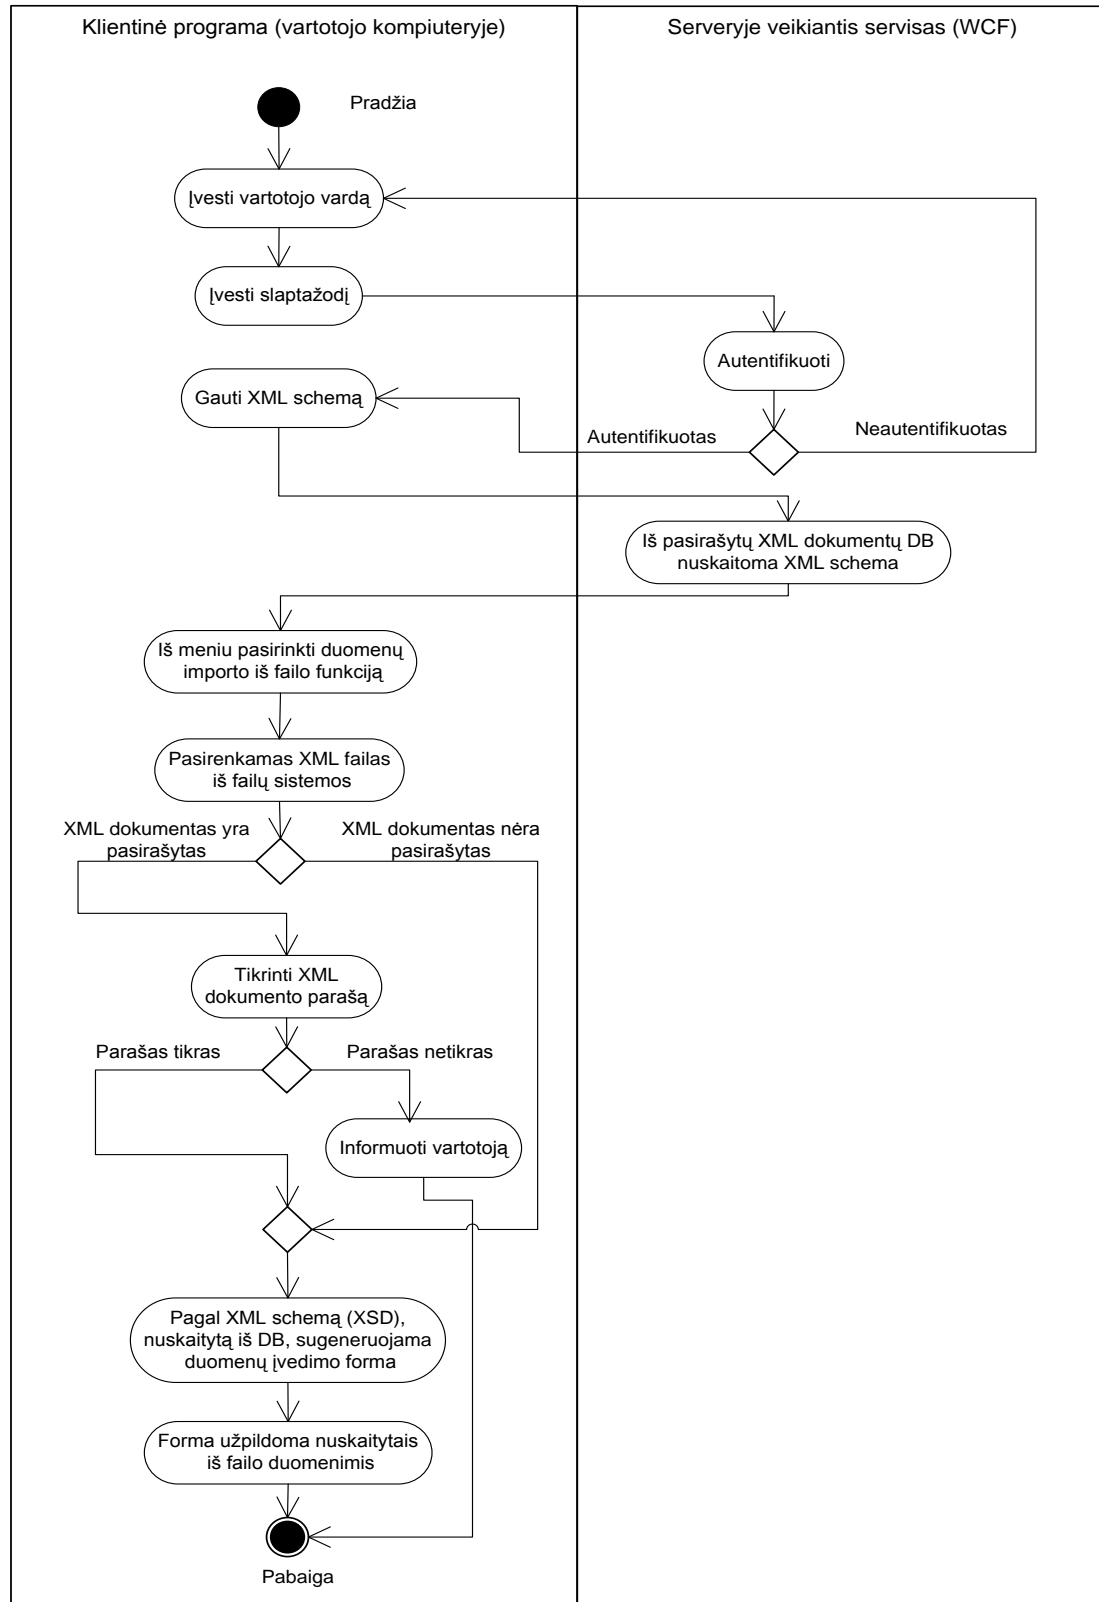 Klientinė programa (vartotojo kompiuteryje)
Serveryje veikiantis servisas (WCF)
Pradžia
Įvesti vartotojo vardą
Įvesti slaptažodį
Autentifikuoti
Gauti XML schemą
Autentifikuotas
Neautentifikuotas
Iš pasirašytų XML dokumentų DB
nuskaitoma XML schema
Iš meniu pasirinkti duomenų
importo iš failo funkciją
Pasirenkamas XML failas
iš failų sistemos
XML dokumentas yra
pasirašytas
XML dokumentas nėra
pasirašytas
Tikrinti XML
dokumento parašą
Parašas tikras
Parašas netikras
Informuoti vartotoją
Pagal XML schemą (XSD),
nuskaitytą iš DB, sugeneruojama
duomenų įvedimo forma
Forma užpildoma nuskaitytais
iš failo duomenimis
Pabaiga